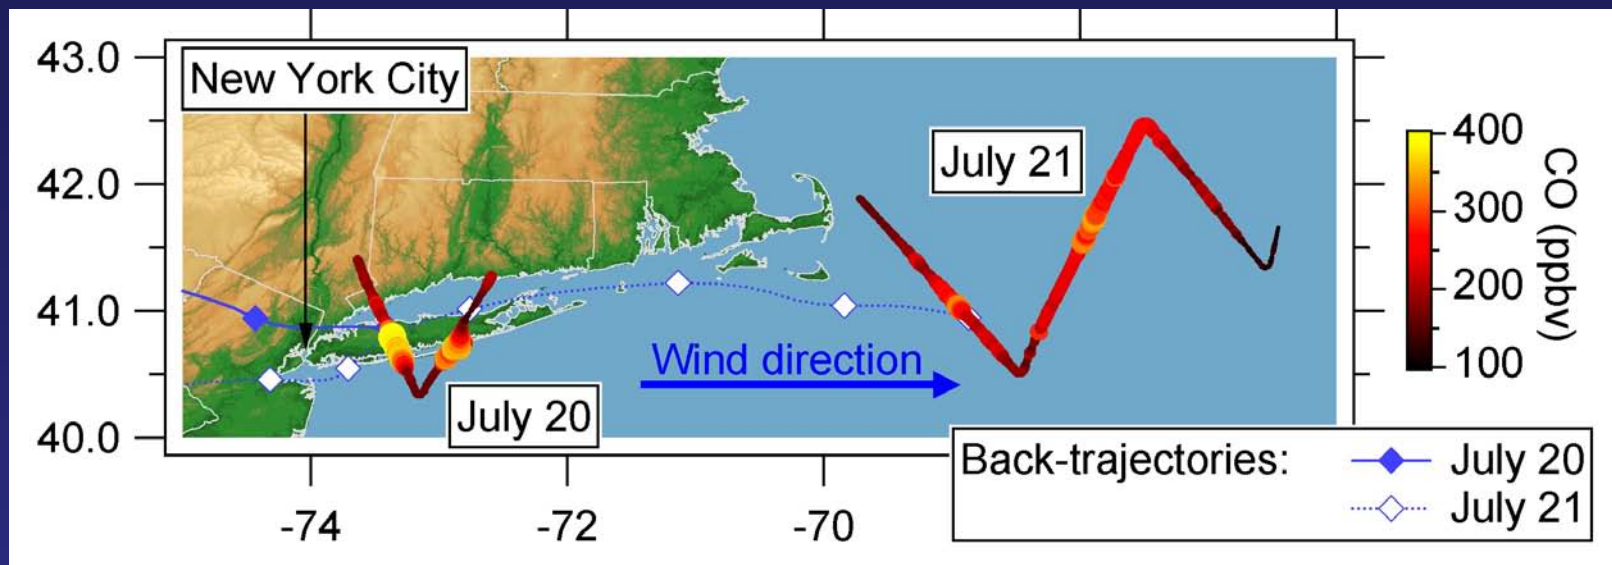 43.0
42.0
41.0
40.0
New York City
July 21
July 20
Wind direction
400
300
200
100
CO (ppbv)
-74
-72
-70
Back-trajectories:
July 20
July 21